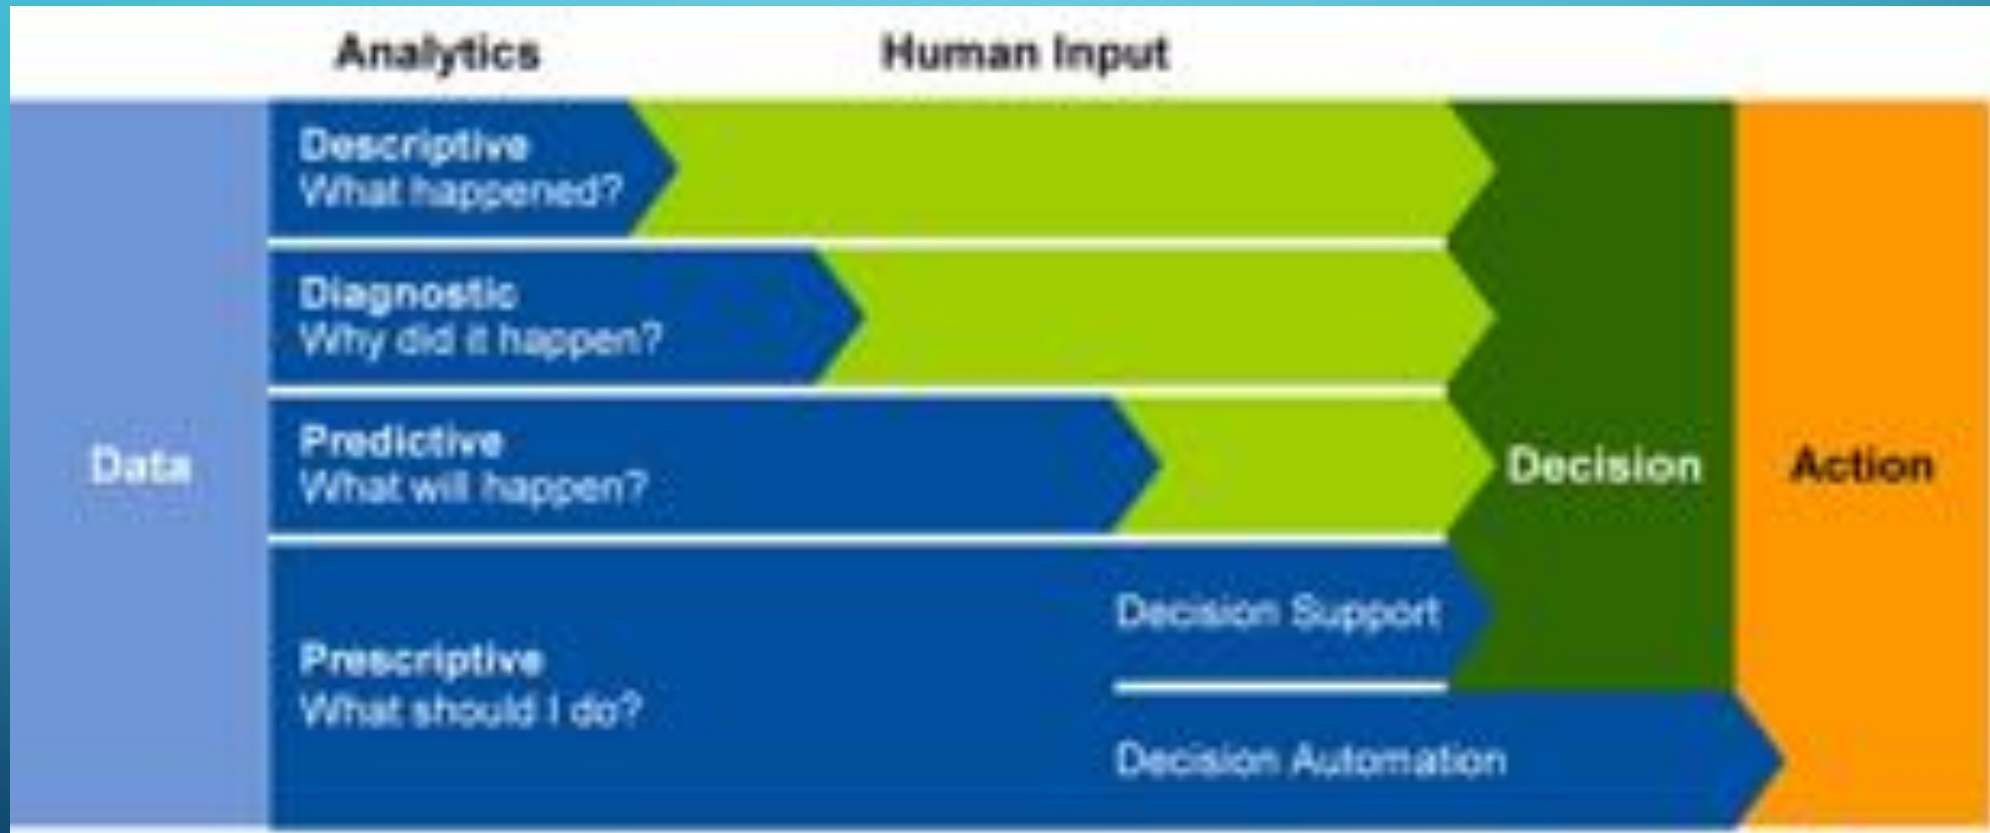 Analytics
Human Input
Descriptive
What happened?
Diagnostic
Why did it happen?
Predictive
What will happen?
Data
Decision
Action
Decision Support
Prescriptive
What should I do?
Decision Automation